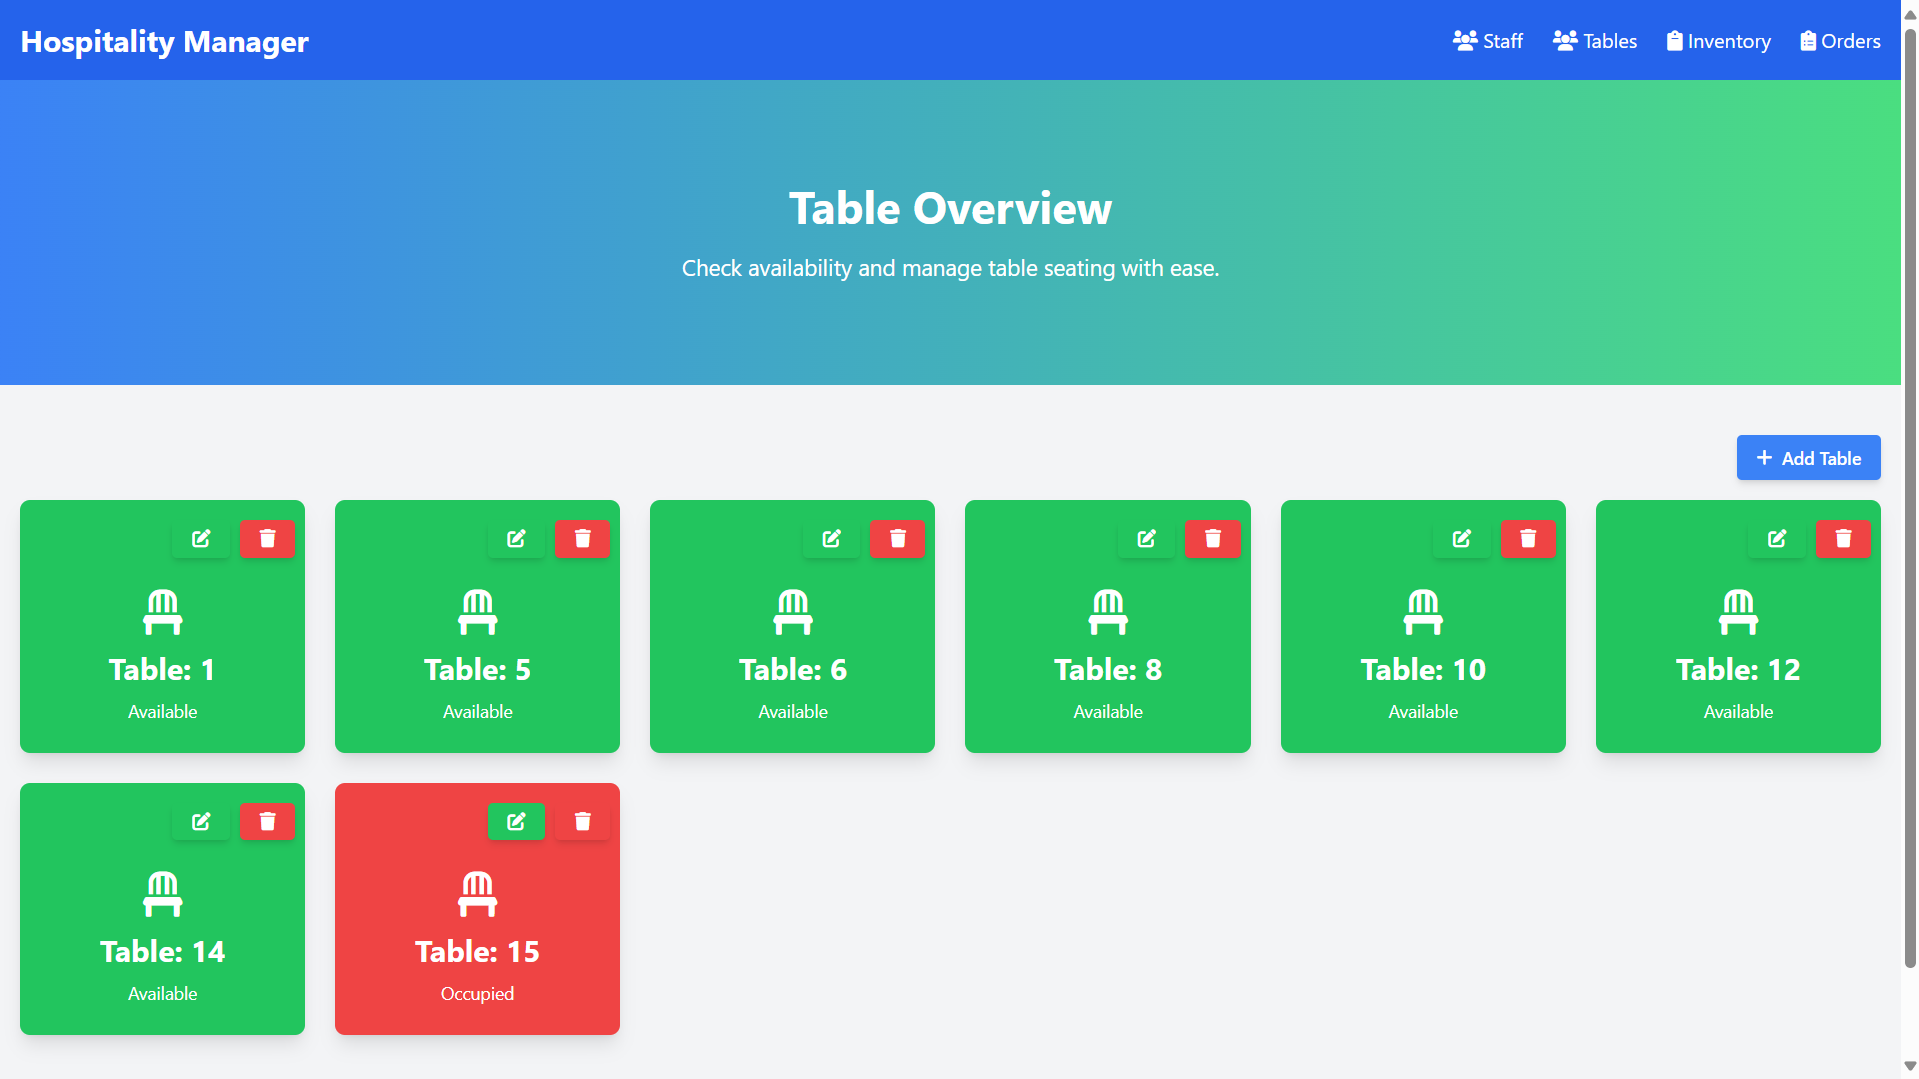 Hospitality Manager
Staff
Tables
Inventory
Orders
Table Overview
Check availability and manage table seating with ease.
Add Table
Table: 1
Available
Table: 5
Available
Table: 6
Available
Table: 8
Available
Table: 10
Available
Table: 12
Available
Table: 14
Available
Table: 15
Occupied